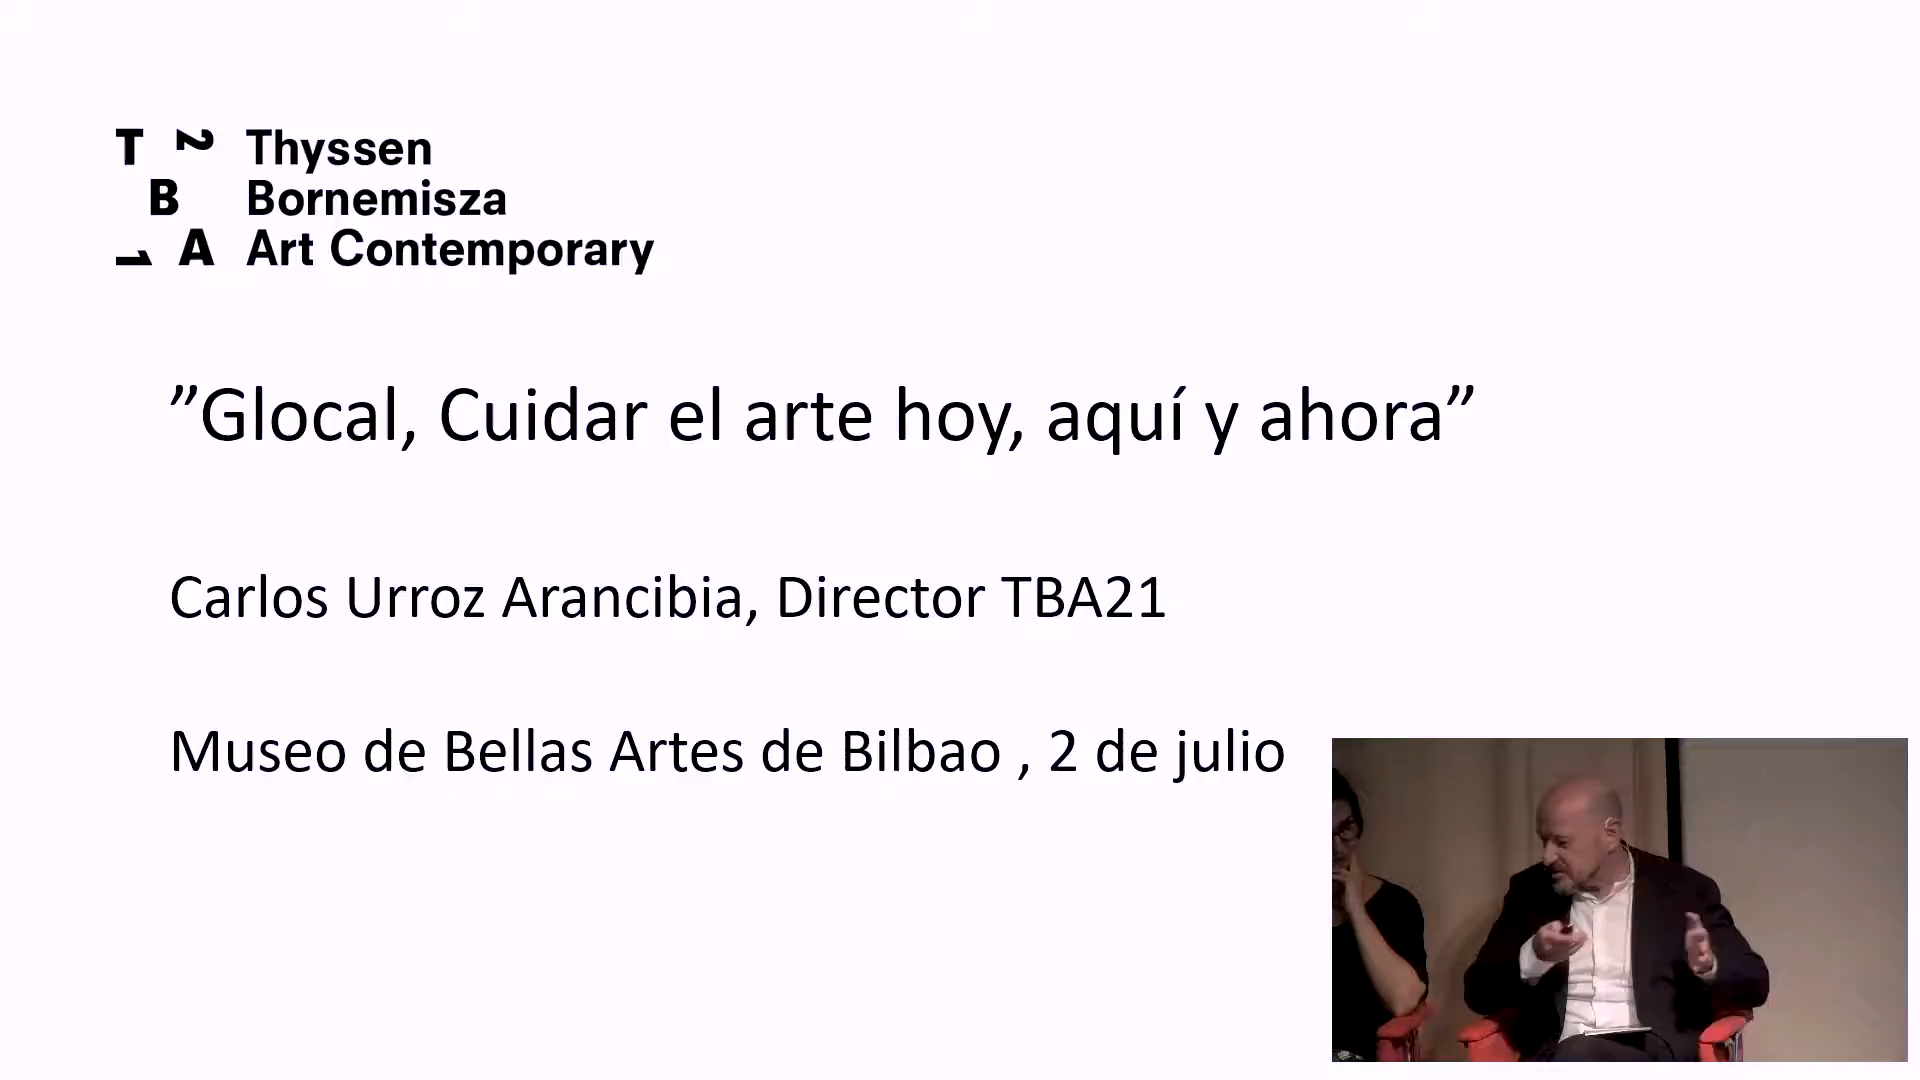 T 2 Thyssen
B Bornemisza
1 A Art Contemporary
”Glocal, Cuidar el arte hoy, aquí y ahora”
Carlos Urroz Arancibia, Director TBA21
Museo de Bellas Artes de Bilbao , 2 de julio